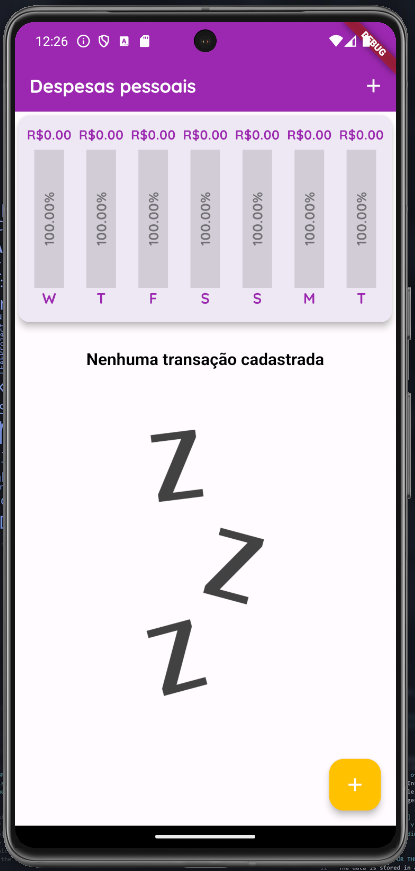 12:26
DEBUG
Despesas pessoais
R$0.00 R$0.00 R$0.00 R$0.00 R$0.00 R$0.00 R$0.00
100.00% 100.00% 100.00% 100.00% 100.00% 100.00% 100.00%
W T F S S M T
Nenhuma transação cadastrada
Z
Z
Z